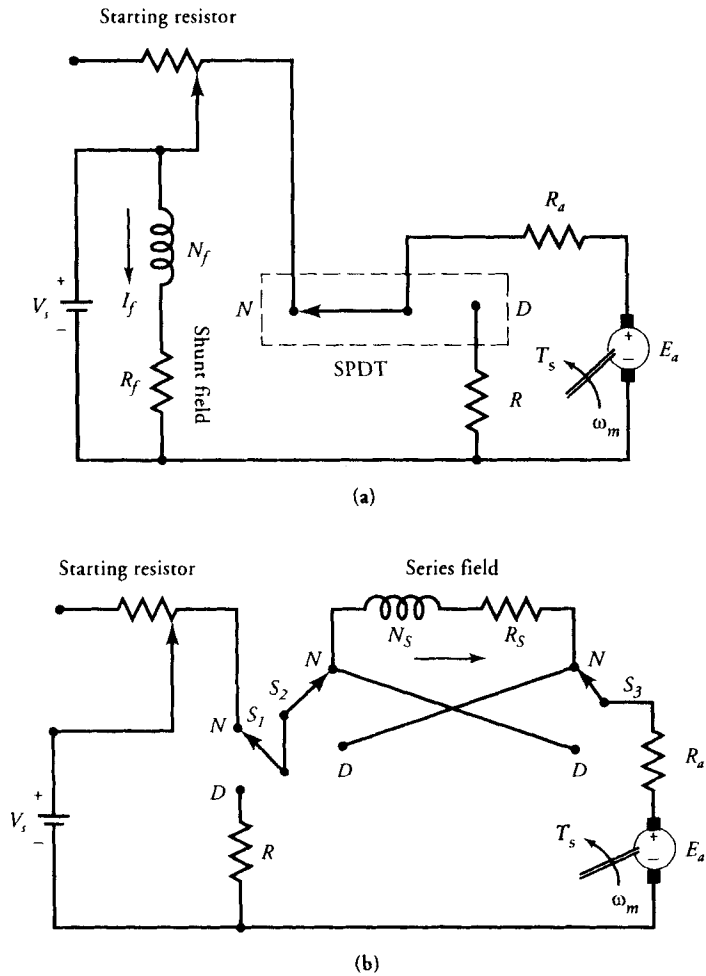 Starting resistor
R_a
N_f
I_f
+
V_s
−
N
D
SPDT
Shunt field
R_f
R
+
−
E_a
T_s
ω_m
(a)
Starting resistor
Series field
N_S
R_S
N
N
S_2
S_3
N
S_1
D
D
R_a
D
+
V_s
−
R
+
−
E_a
T_s
ω_m
(b)